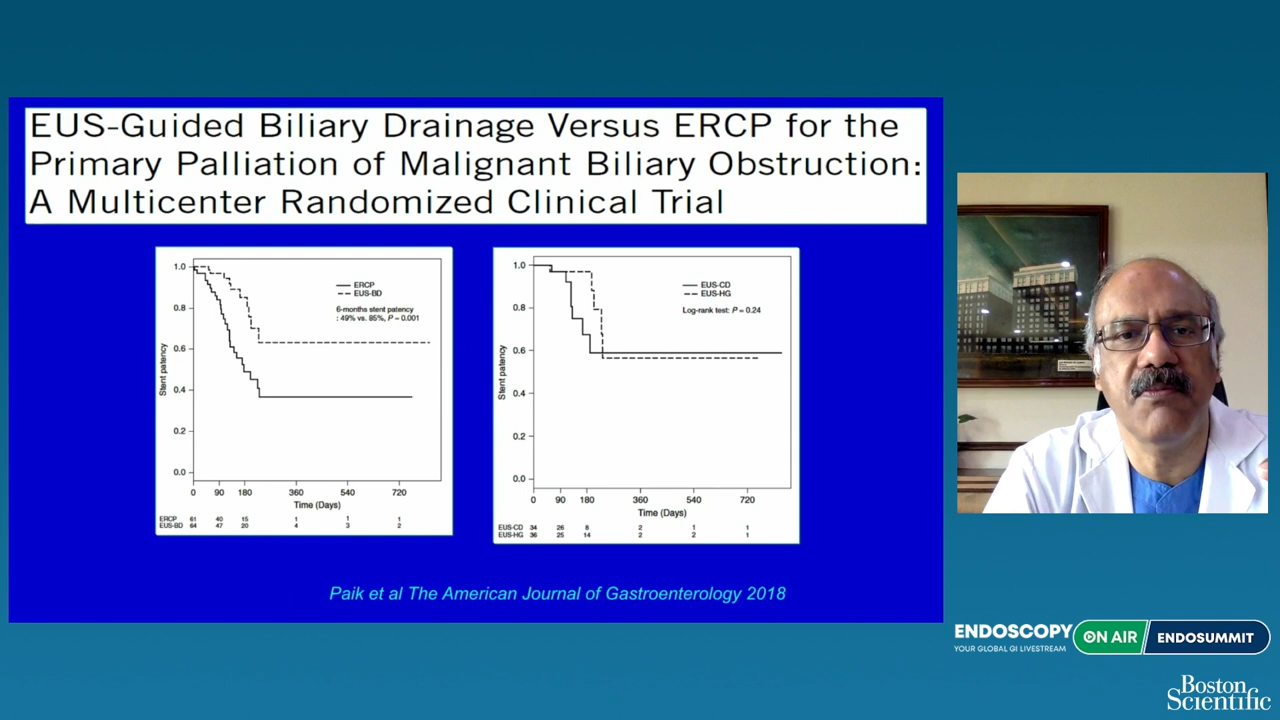 EUS-Guided Biliary Drainage Versus ERCP for the
Primary Palliation of Malignant Biliary Obstruction:
A Multicenter Randomized Clinical Trial
Stent patency
1.0
0.8
0.6
0.4
0.2
0.0
ERCP
EUS-BD
6-months stent patency
: 49% vs. 85%, P = 0.001
0 90 180 360 540 720
Time (Days)
ERCP 61 40 15 1 1 1
EUS-BD 64 47 20 4 3 2
Stent patency
1.0
0.8
0.6
0.4
0.2
0.0
EUS-CD
EUS-HG
Log-rank test: P = 0.24
0 90 180 360 540 720
Time (Days)
EUS-CD 34 26 8 2 1 1
EUS-HG 36 25 14 2 2 1
Paik et al The American Journal of Gastroenterology 2018
ENDOSCOPY ON AIR ENDOSUMMIT
YOUR GLOBAL GI LIVESTREAM
Boston
Scientific